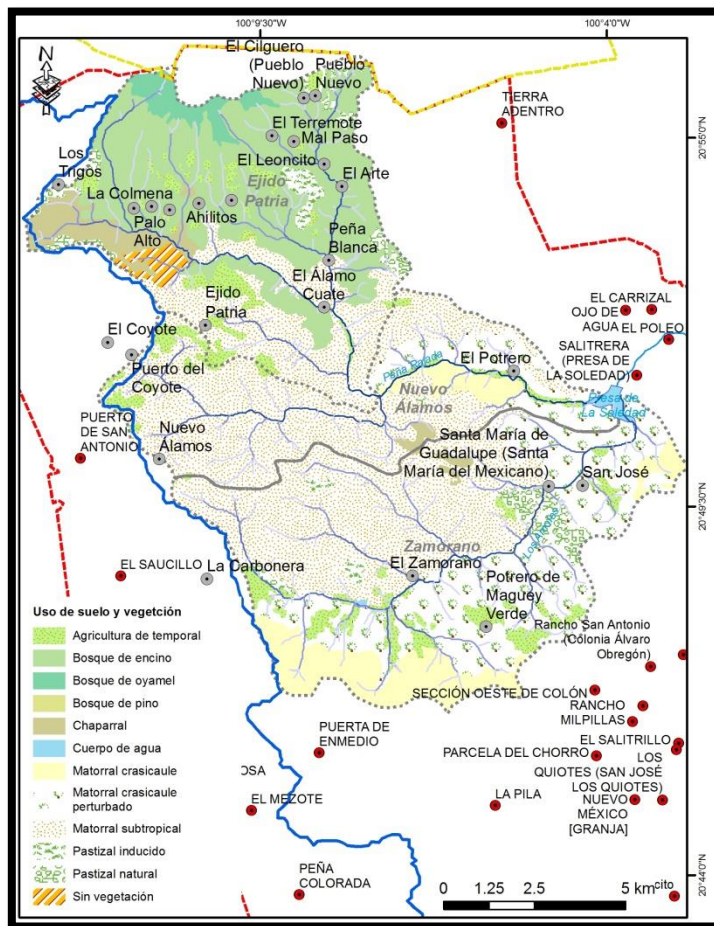 100°9'30"O
100°4'0"O
N
El Cilguero
(Pueblo
Nuevo)
Pueblo
Nuevo
TIERRA
ADENTRO
20°55'0"N
El Terremote
Mal Paso
Los
Trigos
El Leoncito
El Arte
La Colmena
Ejido
Patria
Ahilitos
Palo
Alto
Peña
Blanca
El Álamo
Cuate
Ejido
Patria
EL CARRIZAL
OJO DE
AGUA
EL POLEO
El Coyote
Puerto del
Coyote
El Potrero
Peña Rajada
SALITRERA
(PRESA DE
LA SOLEDAD)
Nuevo
Álamos
Presa de
La Soledad
PUERTO
DE SAN
ANTONIO
Nuevo
Álamos
Santa María de
Guadalupe (Santa
María del Mexicano)
San José
20°49'30"N
Zamorano
EL SAUCILLO
La Carbonera
El Zamorano
Potrero de
Maguey
Verde
Rancho San Antonio
(Colonia Álvaro
Obregón)
Uso de suelo y vegetción
Agricultura de temporal
Bosque de encino
Bosque de oyamel
Bosque de pino
Chaparral
Cuerpo de agua
Matorral crasicaule
Matorral crasicaule
perturbado
Matorral subtropical
Pastizal inducido
Pastizal natural
Sin vegetación
SECCIÓN OESTE DE COLÓN
RANCHO
MILPILLAS
PUERTA DE
ENMEDIO
EL SALITRILLO
PARCELA DEL CHORRO
LOS
QUIOTES (SAN JOSÉ
LOS QUIOTES)
OSA
EL MEZOTE
LA PILA
NUEVO
MÉXICO
[GRANJA]
PEÑA
COLORADA
20°44'0"N
0 1.25 2.5 5 km
cito